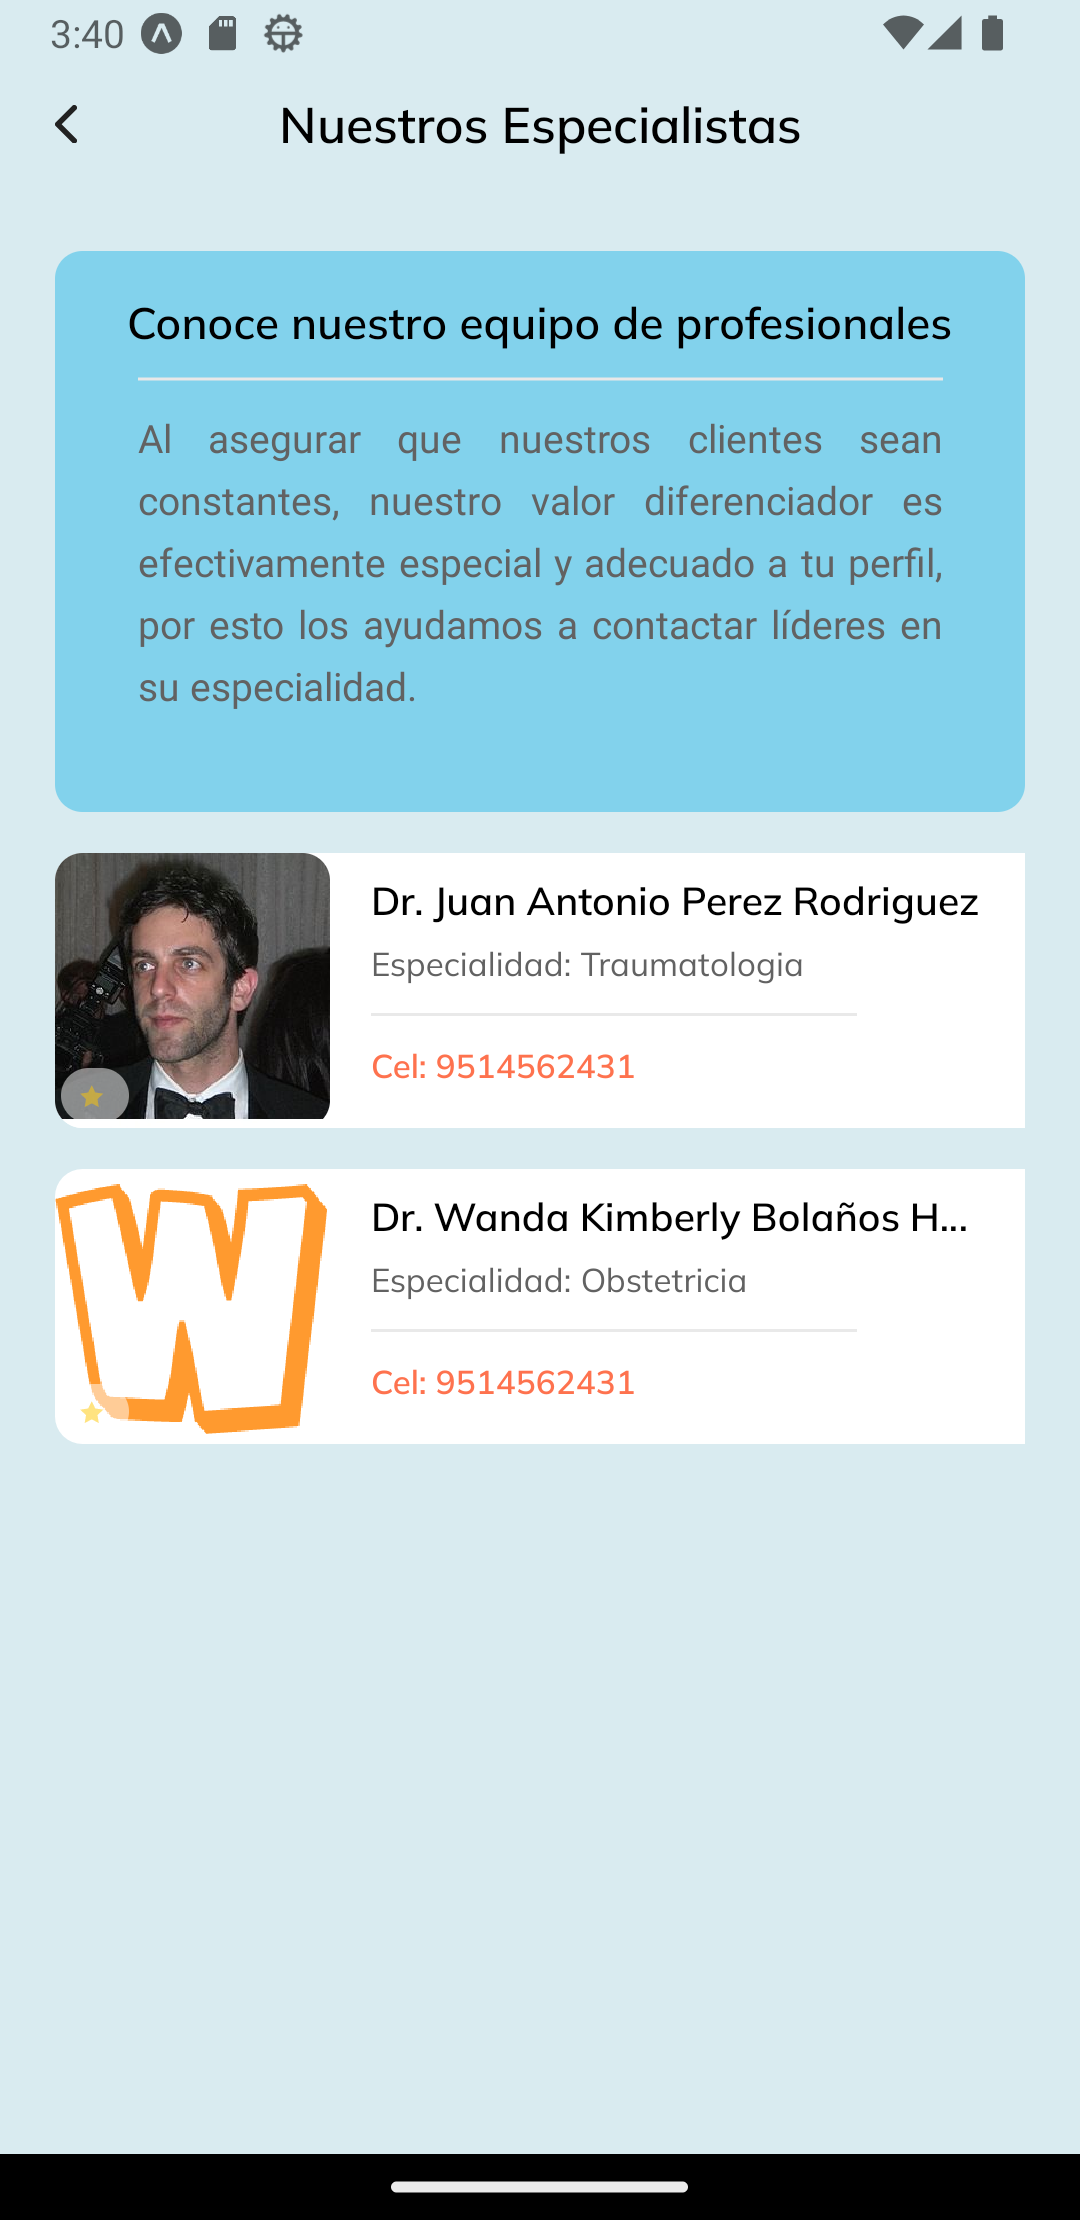 3:40
Nuestros Especialistas
Conoce nuestro equipo de profesionales
Al asegurar que nuestros clientes sean
constantes, nuestro valor diferenciador es
efectivamente especial y adecuado a tu perfil,
por esto los ayudamos a contactar líderes en
su especialidad.
Dr. Juan Antonio Perez Rodriguez
Especialidad: Traumatologia
Cel: 9514562431
W
Dr. Wanda Kimberly Bolaños H...
Especialidad: Obstetricia
Cel: 9514562431